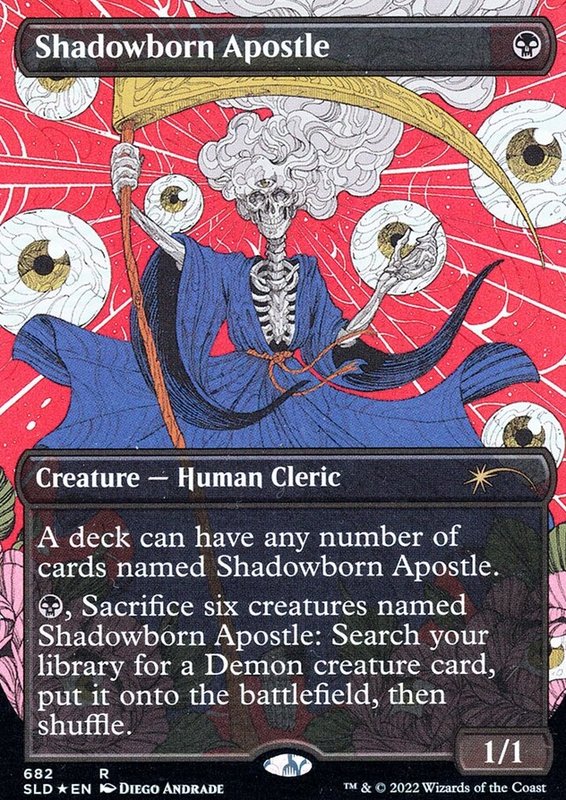 Shadowborn Apostle
Creature — Human Cleric
A deck can have any number of
cards named Shadowborn Apostle.
, Sacrifice six creatures named
Shadowborn Apostle: Search your
library for a Demon creature card,
put it onto the battlefield, then
shuffle.
1/1
682 R
SLD ★ EN Diego Andrade
™ & © 2022 Wizards of the Coast